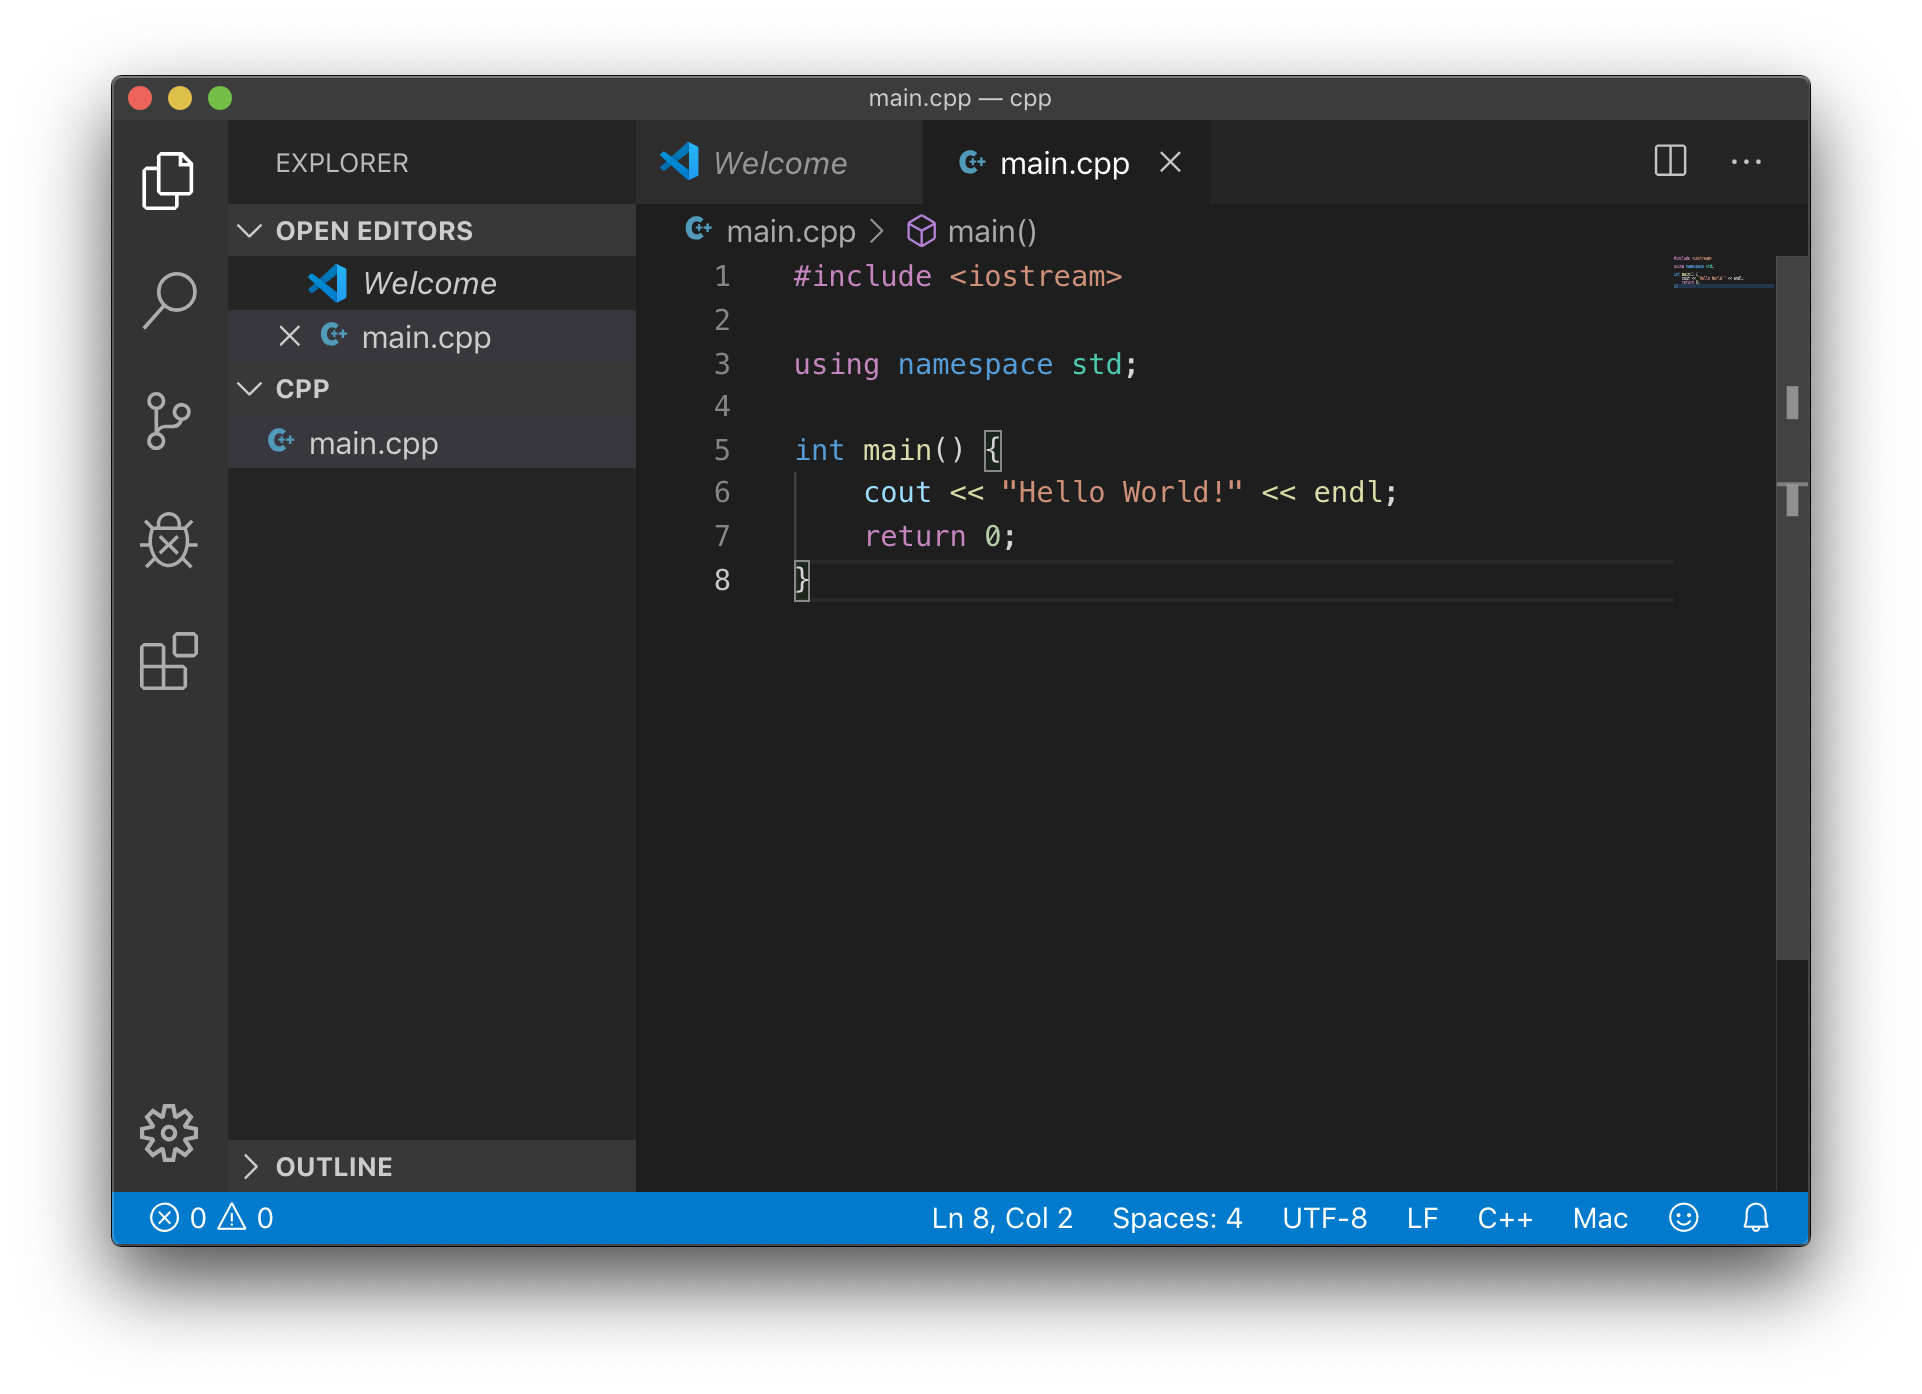 main.cpp — cpp
EXPLORER
OPEN EDITORS
Welcome
main.cpp
CPP
main.cpp
OUTLINE
Welcome
main.cpp
main.cpp > main()
1 #include <iostream>
2
3 using namespace std;
4
5 int main() {
6     cout << "Hello World!" << endl;
7     return 0;
8 }
0 0 Ln 8, Col 2 Spaces: 4 UTF-8 LF C++ Mac